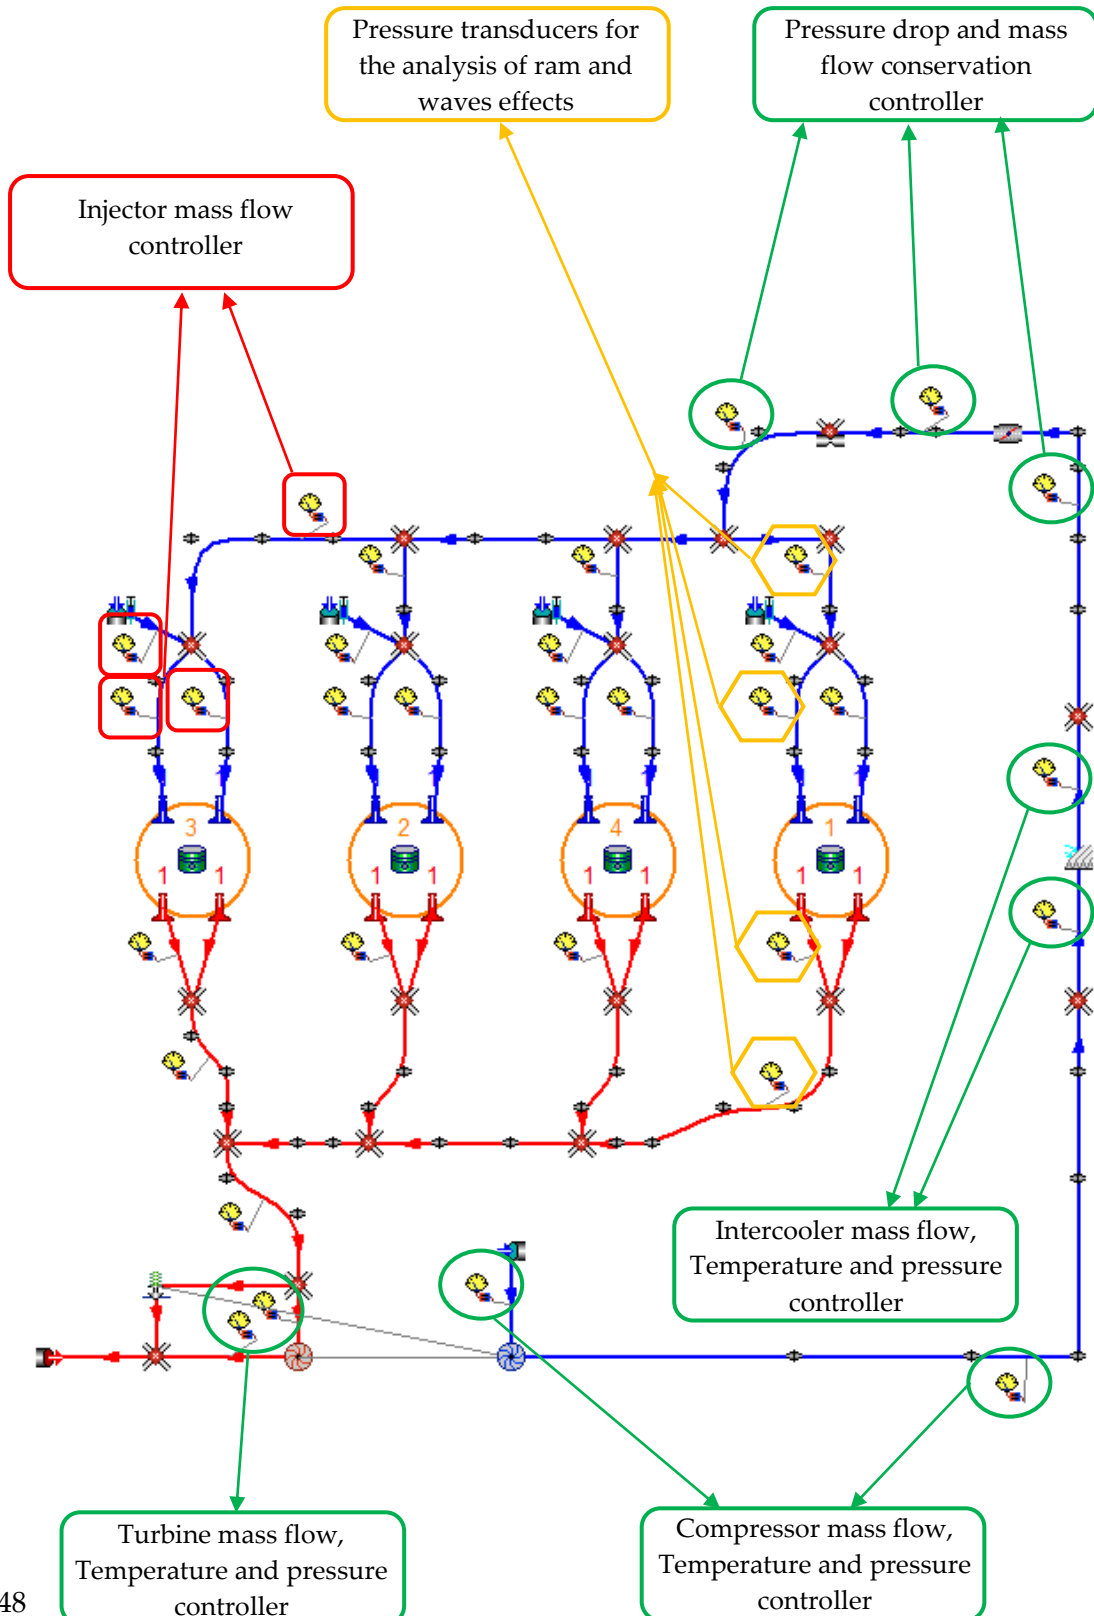 Pressure transducers for
the analysis of ram and
waves effects
Pressure drop and mass
flow conservation
controller
Injector mass flow
controller
3
2
4
1
1 1
1 1
1 1
1 1
Intercooler mass flow,
Temperature and pressure
controller
Turbine mass flow,
Temperature and pressure
controller
Compressor mass flow,
Temperature and pressure
controller
48